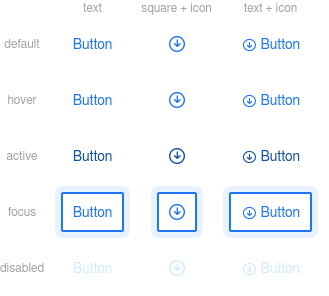 text square + icon text + icon
default Button Button
hover Button Button
active Button Button
focus Button Button
disabled Button Button